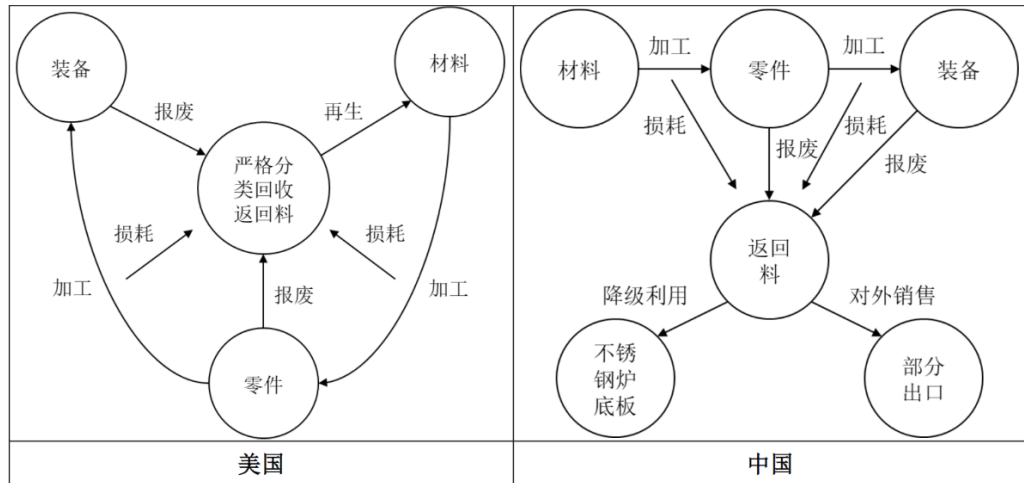 装备
材料
报废
再生
严格分
类回收
返回料
损耗
损耗
加工
报废
加工
零件
美国
材料
加工
零件
加工
装备
损耗
报废
损耗
报废
返回
料
降级利用
对外销售
不锈
钢炉
底板
部分
出口
中国